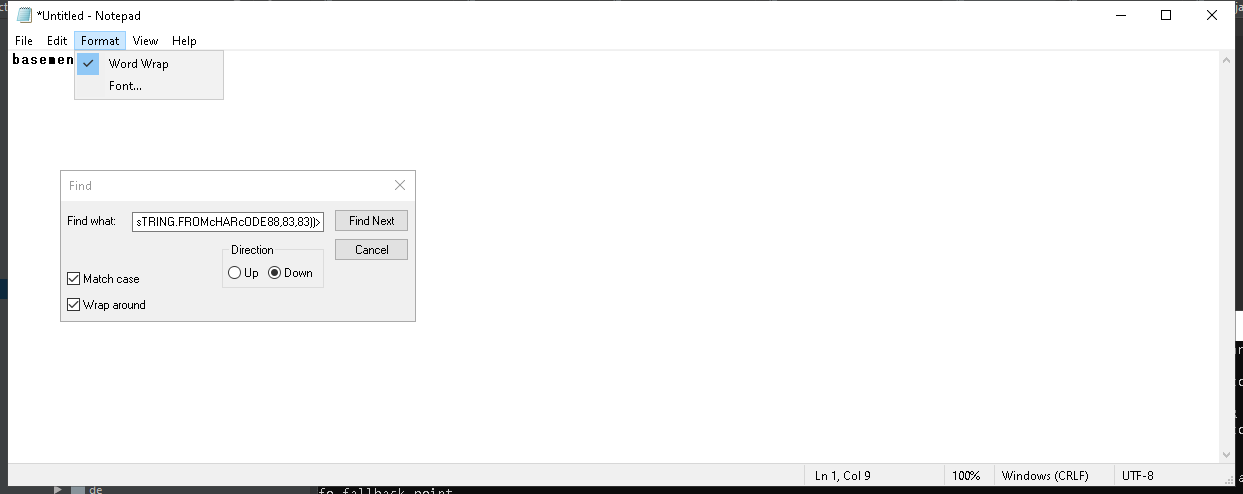 *Untitled - Notepad
File Edit Format View Help
basemen
Word Wrap
Font...
Find
Find what: sTRING.FROMcHARcODE88,83,83))>
Find Next
Direction
Cancel
Up Down
Match case
Wrap around
Ln 1, Col 9 100% Windows (CRLF) UTF-8
de
fo fallback point